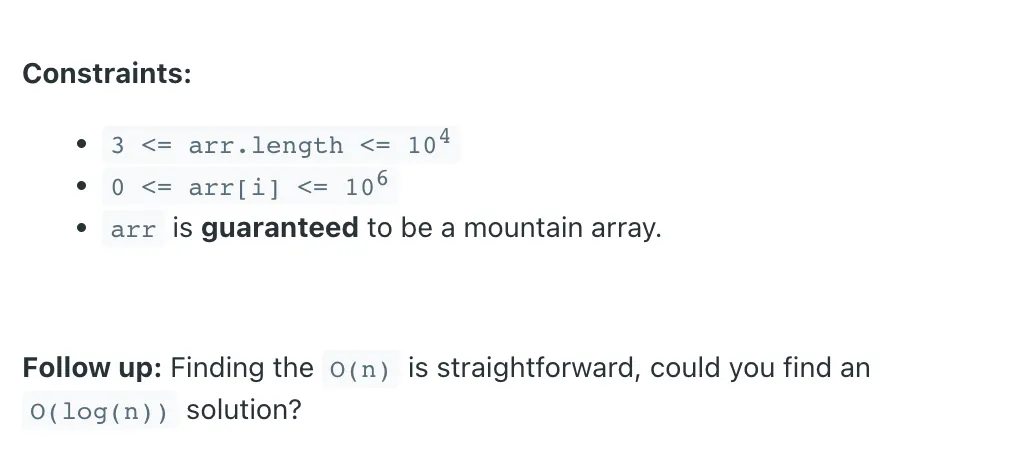 Constraints:
• 3 <= arr.length <= 10⁴
• 0 <= arr[i] <= 10⁶
• arr is guaranteed to be a mountain array.
Follow up: Finding the O(n) is straightforward, could you find an
O(log(n)) solution?